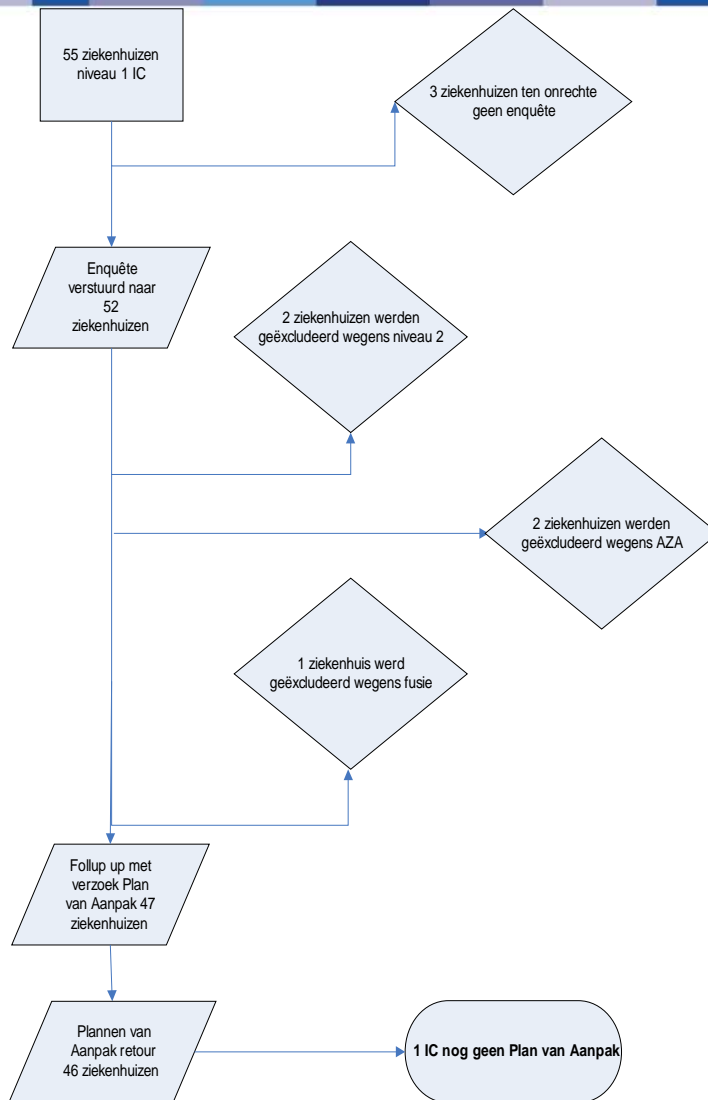 55 ziekenhuizen
niveau 1 IC
3 ziekenhuizen ten onrechte
geen enquête
Enquête
verstuurd naar
52
ziekenhuizen
2 ziekenhuizen werden
geëxcludeerd wegens niveau 2
2 ziekenhuizen werden
geëxcludeerd wegens AZA
1 ziekenhuis werd
geëxcludeerd wegens fusie
Follup up met
verzoek Plan
van Aanpak 47
ziekenhuizen
Plannen van
Aanpak retour
46 ziekenhuizen
1 IC nog geen Plan van Aanpak